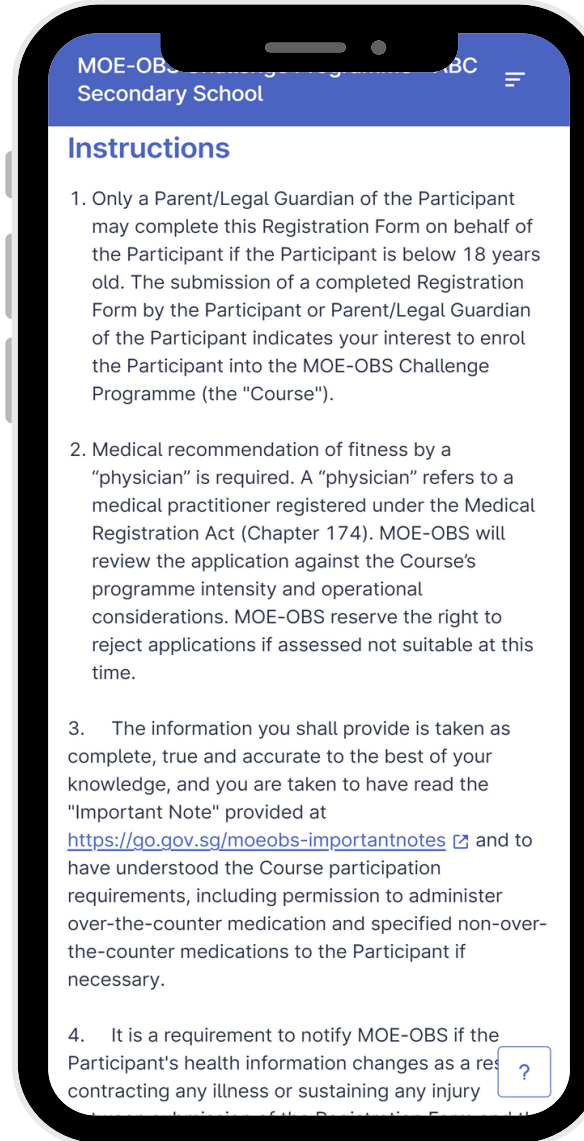 MOE-OBS Challenge Programme - ABC
Secondary School
Instructions
1. Only a Parent/Legal Guardian of the Participant
may complete this Registration Form on behalf of
the Participant if the Participant is below 18 years
old. The submission of a completed Registration
Form by the Participant or Parent/Legal Guardian
of the Participant indicates your interest to enrol
the Participant into the MOE-OBS Challenge
Programme (the "Course").
2. Medical recommendation of fitness by a
“physician” is required. A “physician” refers to a
medical practitioner registered under the Medical
Registration Act (Chapter 174). MOE-OBS will
review the application against the Course’s
programme intensity and operational
considerations. MOE-OBS reserve the right to
reject applications if assessed not suitable at this
time.
3. The information you shall provide is taken as
complete, true and accurate to the best of your
knowledge, and you are taken to have read the
"Important Note" provided at
https://go.gov.sg/moeobs-importantnotes and to
have understood the Course participation
requirements, including permission to administer
over-the-counter medication and specified non-over-
the-counter medications to the Participant if
necessary.
4. It is a requirement to notify MOE-OBS if the
Participant's health information changes as a
contracting any illness or sustaining any injury
submission of the Registration Form and
?